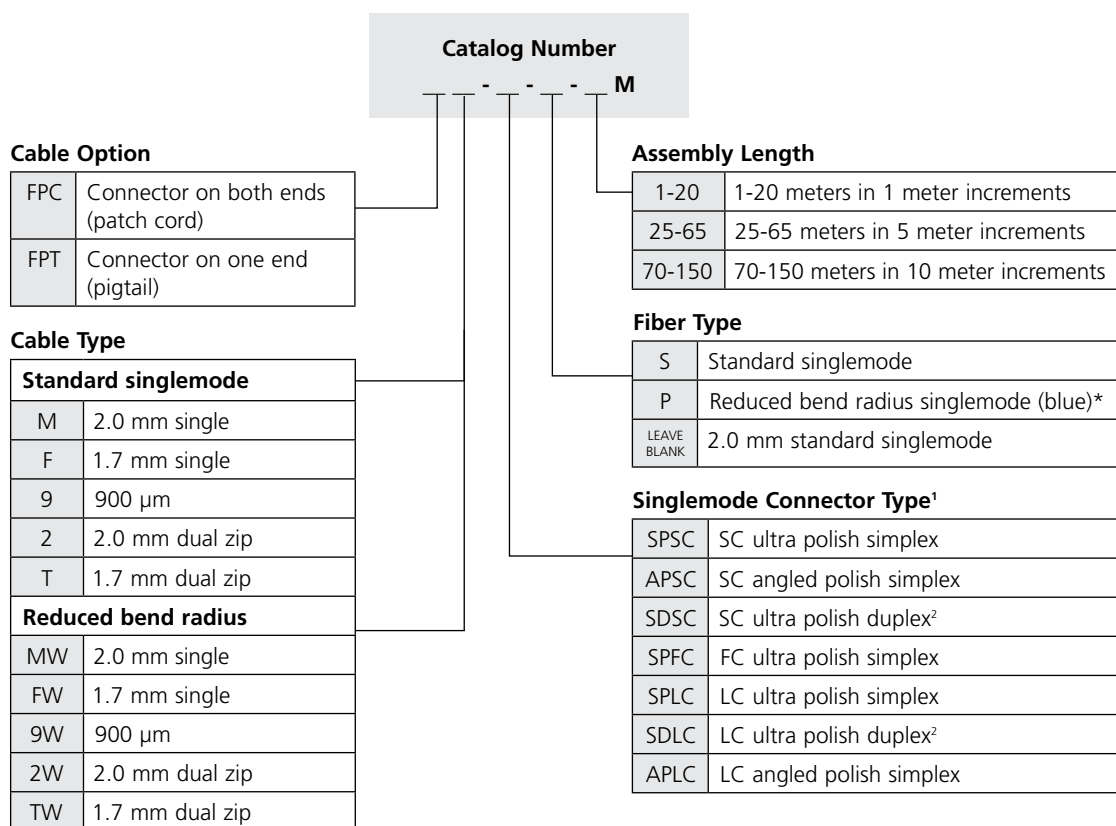 Catalog Number
__ __ - __ - __ - __ M
Cable Option
FPC Connector on both ends
(patch cord)
FPT Connector on one end
(pigtail)
Cable Type
Standard singlemode
M 2.0 mm single
F 1.7 mm single
9 900 µm
2 2.0 mm dual zip
T 1.7 mm dual zip
Reduced bend radius
MW 2.0 mm single
FW 1.7 mm single
9W 900 µm
2W 2.0 mm dual zip
TW 1.7 mm dual zip
Assembly Length
1-20 1-20 meters in 1 meter increments
25-65 25-65 meters in 5 meter increments
70-150 70-150 meters in 10 meter increments
Fiber Type
S Standard singlemode
P Reduced bend radius singlemode (blue)*
LEAVE
BLANK 2.0 mm standard singlemode
Singlemode Connector Type¹
SPSC SC ultra polish simplex
APSC SC angled polish simplex
SDSC SC ultra polish duplex²
SPFC FC ultra polish simplex
SPLC LC ultra polish simplex
SDLC LC ultra polish duplex²
APLC LC angled polish simplex